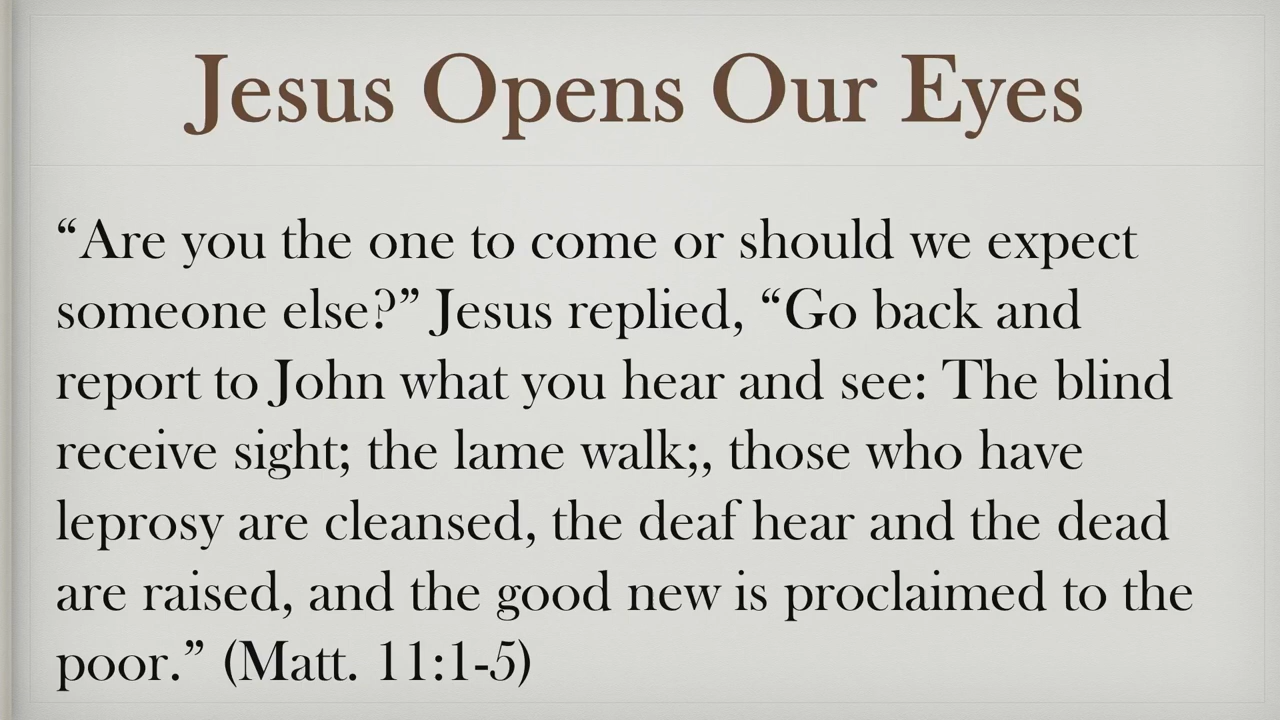 Jesus Opens Our Eyes
“Are you the one to come or should we expect
someone else?” Jesus replied, “Go back and
report to John what you hear and see: The blind
receive sight; the lame walk;, those who have
leprosy are cleansed, the deaf hear and the dead
are raised, and the good new is proclaimed to the
poor.” (Matt. 11:1-5)